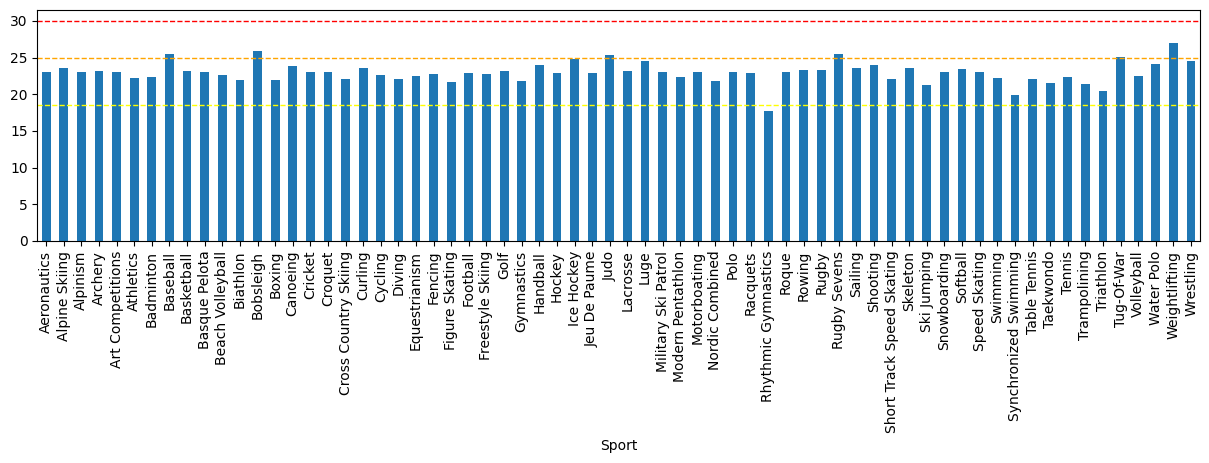 30
25
20
15
10
5
0
Aeronautics
Alpine Skiing
Alpinism
Archery
Art Competitions
Athletics
Badminton
Baseball
Basketball
Basque Pelota
Beach Volleyball
Biathlon
Bobsleigh
Boxing
Canoeing
Cricket
Croquet
Cross Country Skiing
Curling
Cycling
Diving
Equestrianism
Fencing
Figure Skating
Football
Freestyle Skiing
Golf
Gymnastics
Handball
Hockey
Ice Hockey
Jeu De Paume
Judo
Lacrosse
Luge
Military Ski Patrol
Modern Pentathlon
Motorboating
Nordic Combined
Polo
Racquets
Rhythmic Gymnastics
Roque
Rowing
Rugby
Rugby Sevens
Sailing
Shooting
Short Track Speed Skating
Skeleton
Ski Jumping
Snowboarding
Softball
Speed Skating
Swimming
Synchronized Swimming
Table Tennis
Taekwondo
Tennis
Trampolining
Triathlon
Tug-Of-War
Volleyball
Water Polo
Weightlifting
Wrestling
Sport